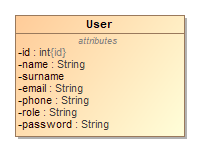 User
attributes
-id : int{id}
-name : String
-surname
-email : String
-phone : String
-role : String
-password : String